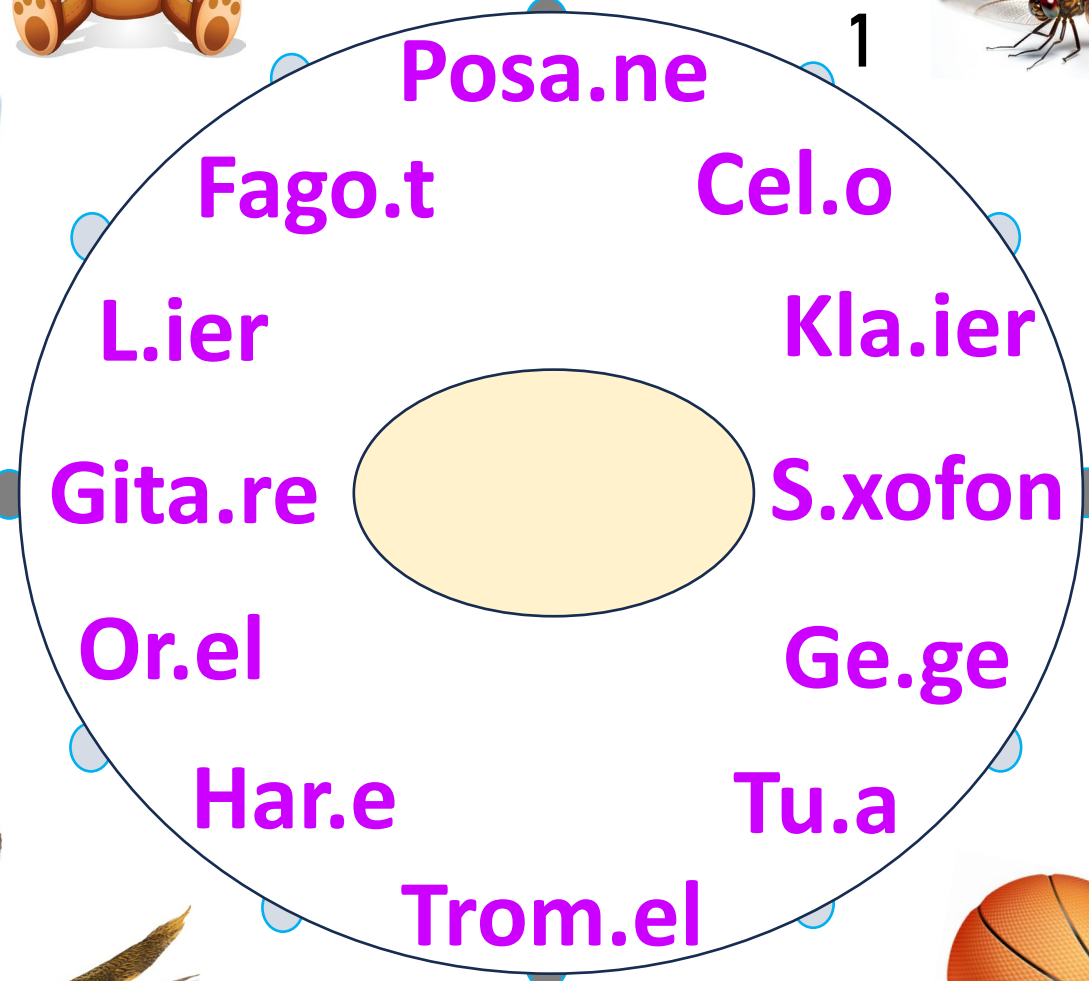 1
Posa.ne
Fago.t
Cel.o
L.ier
Kla.ier
Gita.re
S.xofon
Or.el
Ge.ge
Har.e
Tu.a
Trom.el